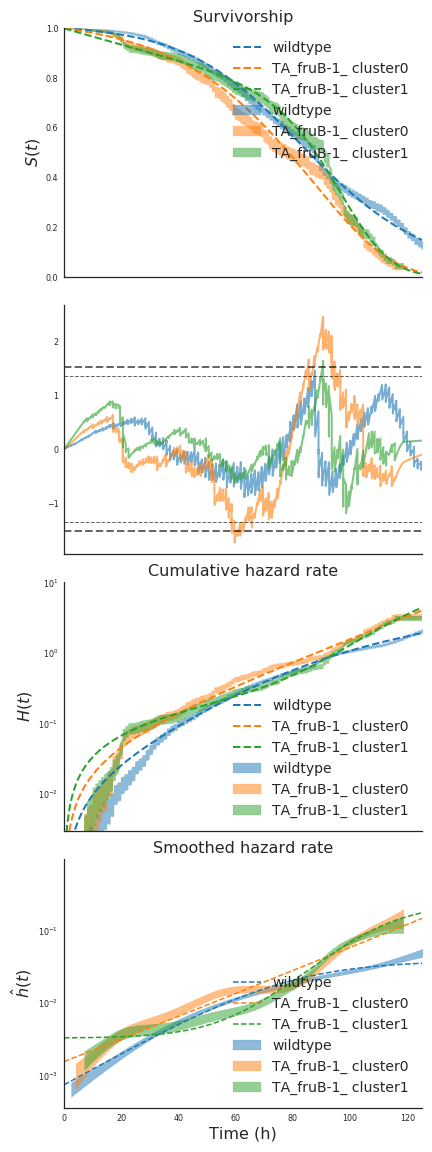 Survivorship
1.0
0.8
0.6
0.4
0.2
0.0
S(t)
wildtype
TA_fruB-1_ cluster0
TA_fruB-1_ cluster1
wildtype
TA_fruB-1_ cluster0
TA_fruB-1_ cluster1
2
1
0
−1
Cumulative hazard rate
10^1
10^0
10^−1
10^−2
H(t)
wildtype
TA_fruB-1_ cluster0
TA_fruB-1_ cluster1
wildtype
TA_fruB-1_ cluster0
TA_fruB-1_ cluster1
Smoothed hazard rate
10^−1
10^−2
10^−3
ĥ(t)
wildtype
TA_fruB-1_ cluster0
TA_fruB-1_ cluster1
wildtype
TA_fruB-1_ cluster0
TA_fruB-1_ cluster1
0 20 40 60 80 100 120
Time (h)